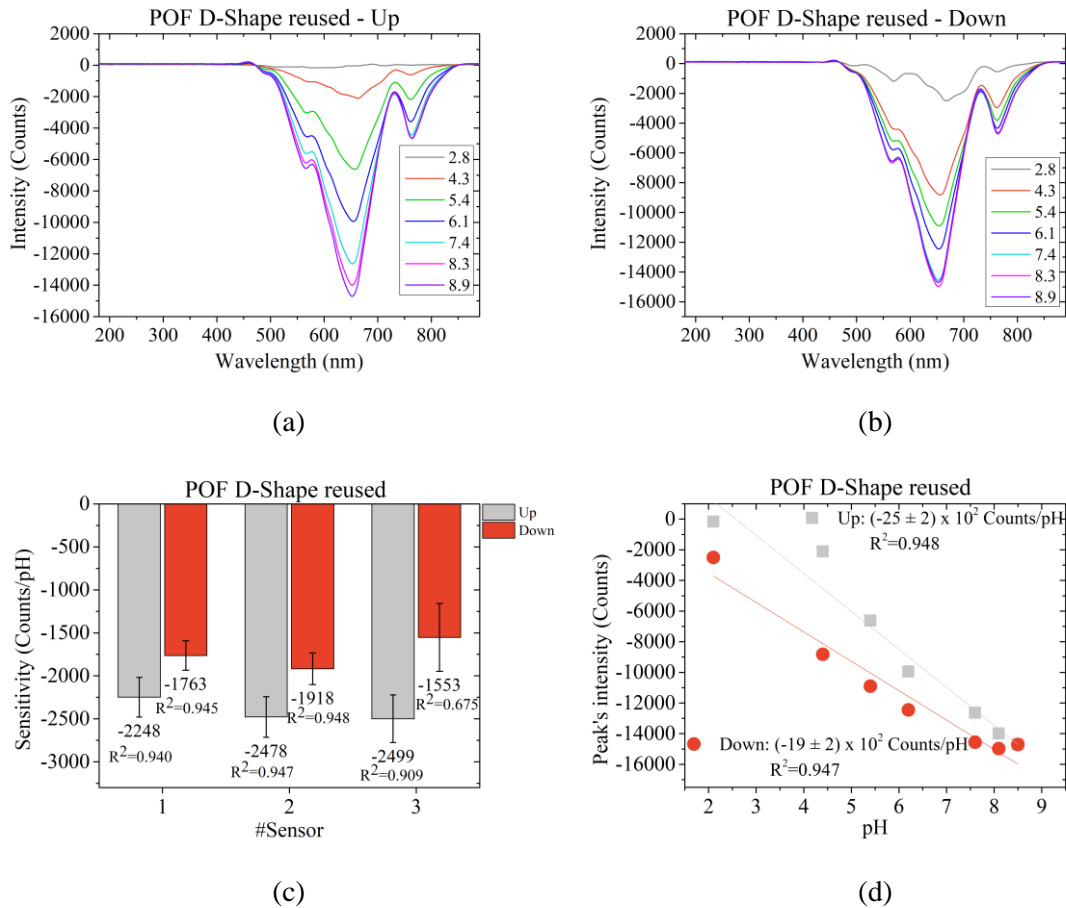 POF D-Shape reused - Up
2000
0
-2000
-4000
-6000
-8000
-10000
-12000
-14000
-16000
Intensity (Counts)
2.8
4.3
5.4
6.1
7.4
8.3
8.9
200 300 400 500 600 700 800
Wavelength (nm)
(a)
POF D-Shape reused - Down
2000
0
-2000
-4000
-6000
-8000
-10000
-12000
-14000
-16000
Intensity (Counts)
2.8
4.3
5.4
6.1
7.4
8.3
8.9
200 300 400 500 600 700 800
Wavelength (nm)
(b)
POF D-Shape reused
0
-500
-1000
-1500
-2000
-2500
-3000
Sensitivity (Counts/pH)
Up
Down
-2248
R²=0.940
-1763
R²=0.945
-2478
R²=0.947
-1918
R²=0.948
-2499
R²=0.909
-1553
R²=0.675
1 2 3
#Sensor
(c)
POF D-Shape reused
0
-2000
-4000
-6000
-8000
-10000
-12000
-14000
-16000
Peak's intensity (Counts)
Up: (-25 ± 2) x 10² Counts/pH
R²=0.948
Down: (-19 ± 2) x 10² Counts/pH
R²=0.947
2 3 4 5 6 7 8 9
pH
(d)